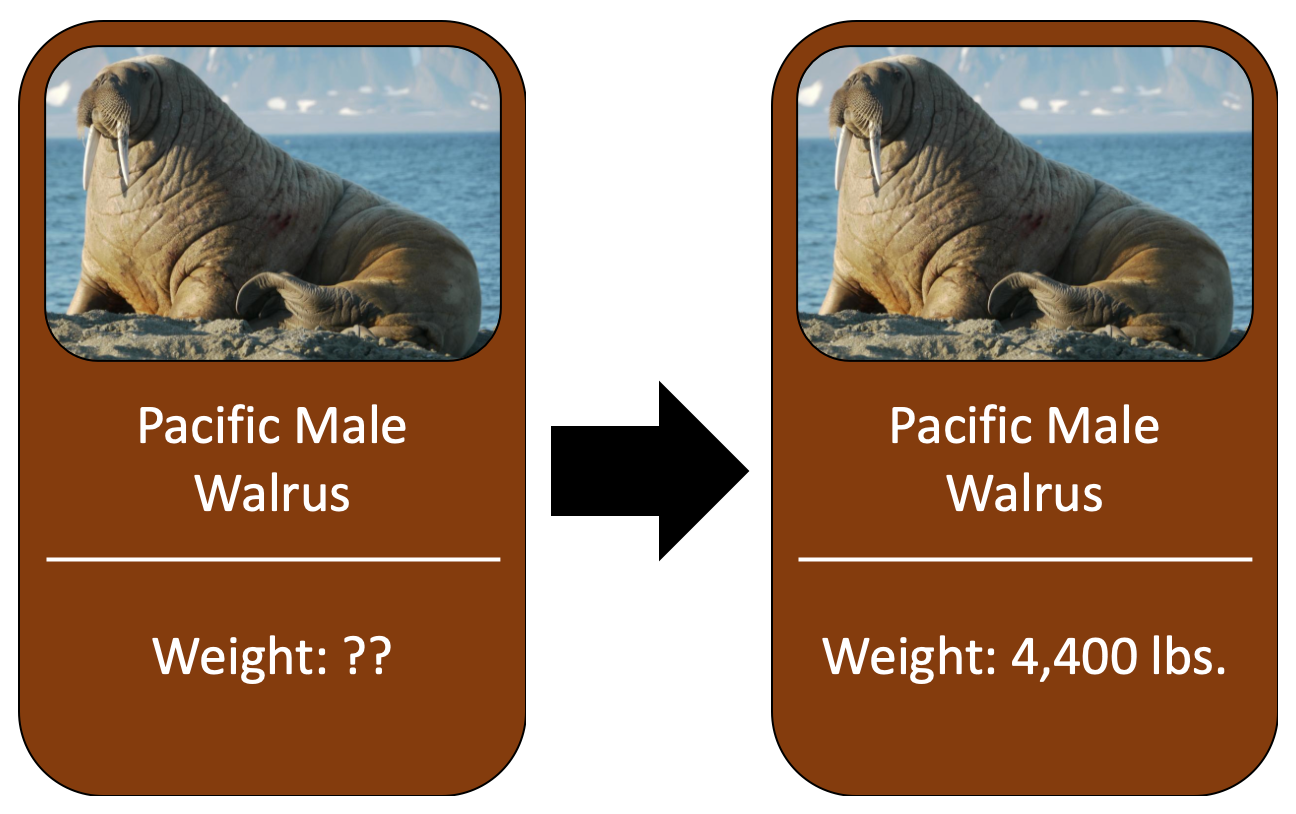 Pacific Male
Walrus
Weight: ??
Pacific Male
Walrus
Weight: 4,400 lbs.